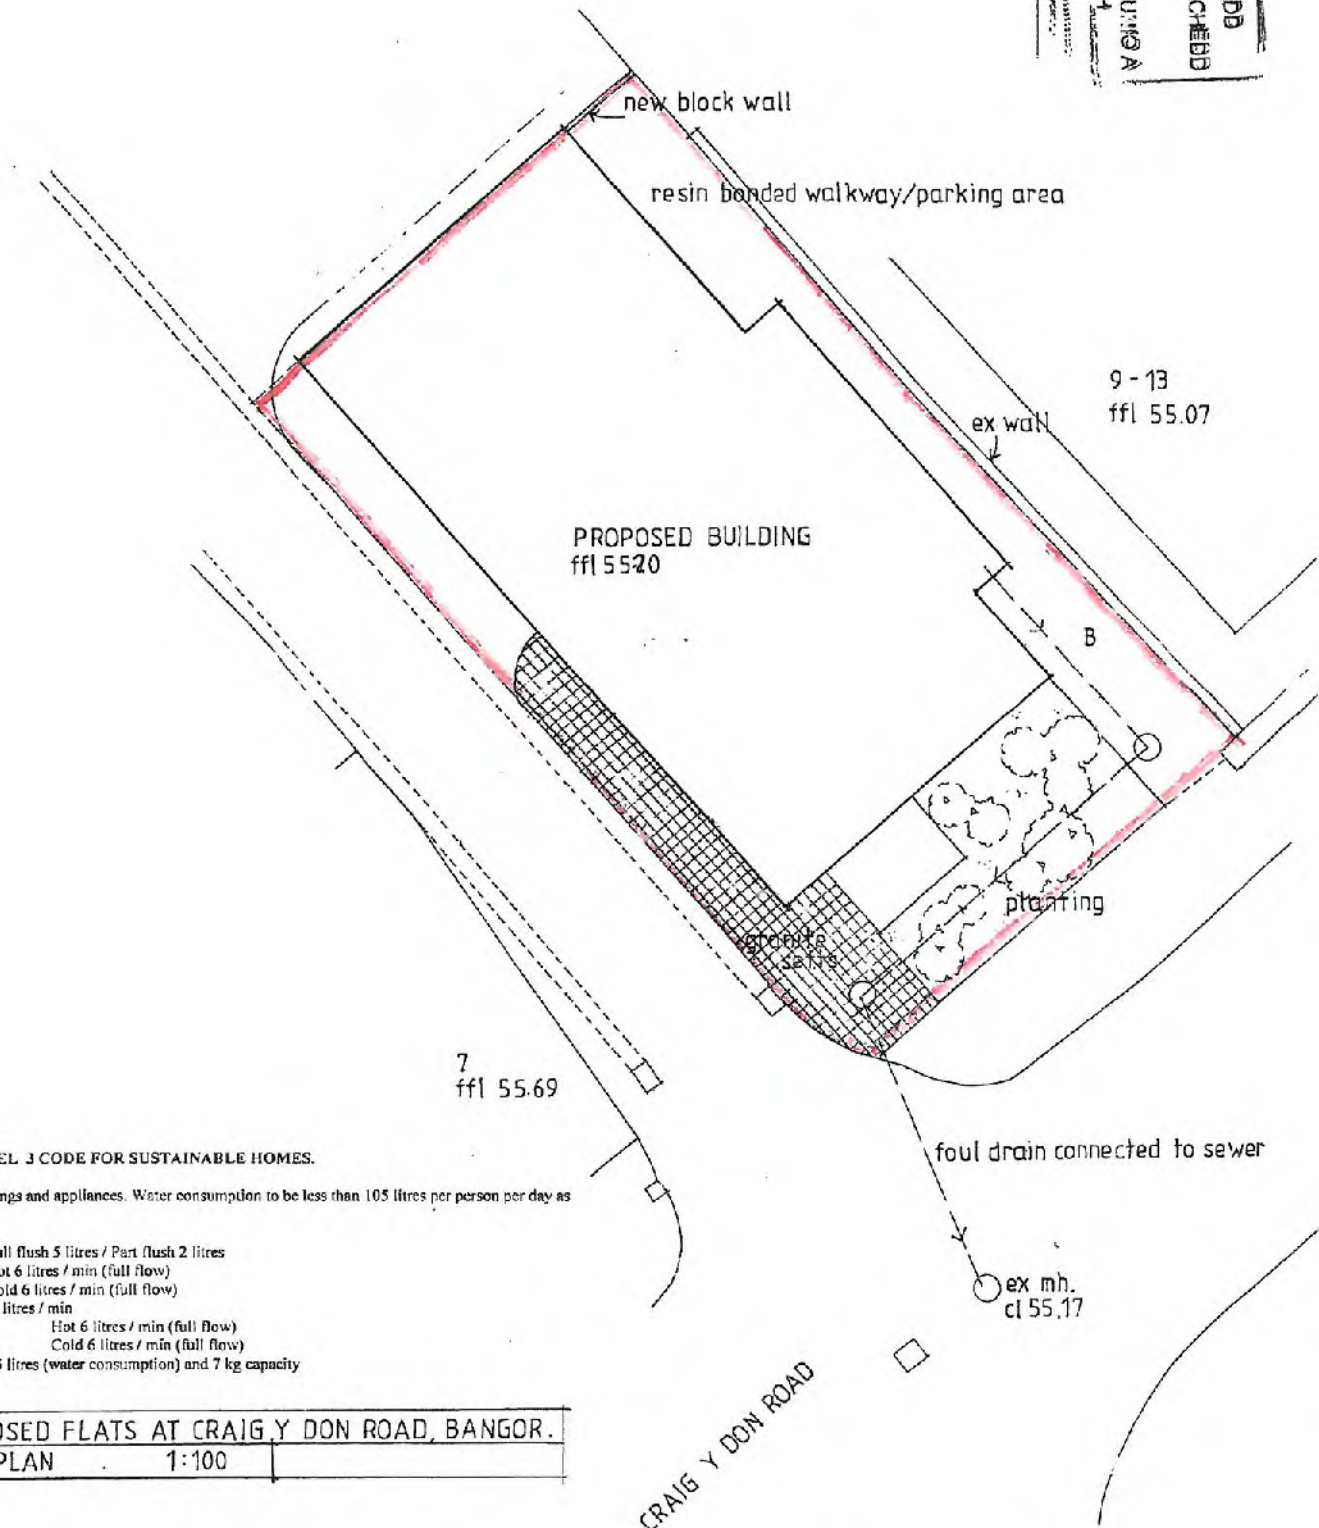 DD
CHEDD
new block wall
resin bonded walkway/parking area
9 - 13
ffl 55.07
ex wall
PROPOSED BUILDING
ffl 55.20
B
planting
granite
setts
7
ffl 55.69
foul drain connected to sewer
EL 3 CODE FOR SUSTAINABLE HOMES.
ngs and appliances. Water consumption to be less than 105 litres per person per day as
ll flush 5 litres / Part flush 2 litres
ot 6 litres / min (full flow)
old 6 litres / min (full flow)
litres / min
Hot 6 litres / min (full flow)
Cold 6 litres / min (full flow)
litres (water consumption) and 7 kg capacity
ex mh.
cl 55.17
CRAIG Y DON ROAD
OSED FLATS AT CRAIG Y DON ROAD, BANGOR.
PLAN 1:100